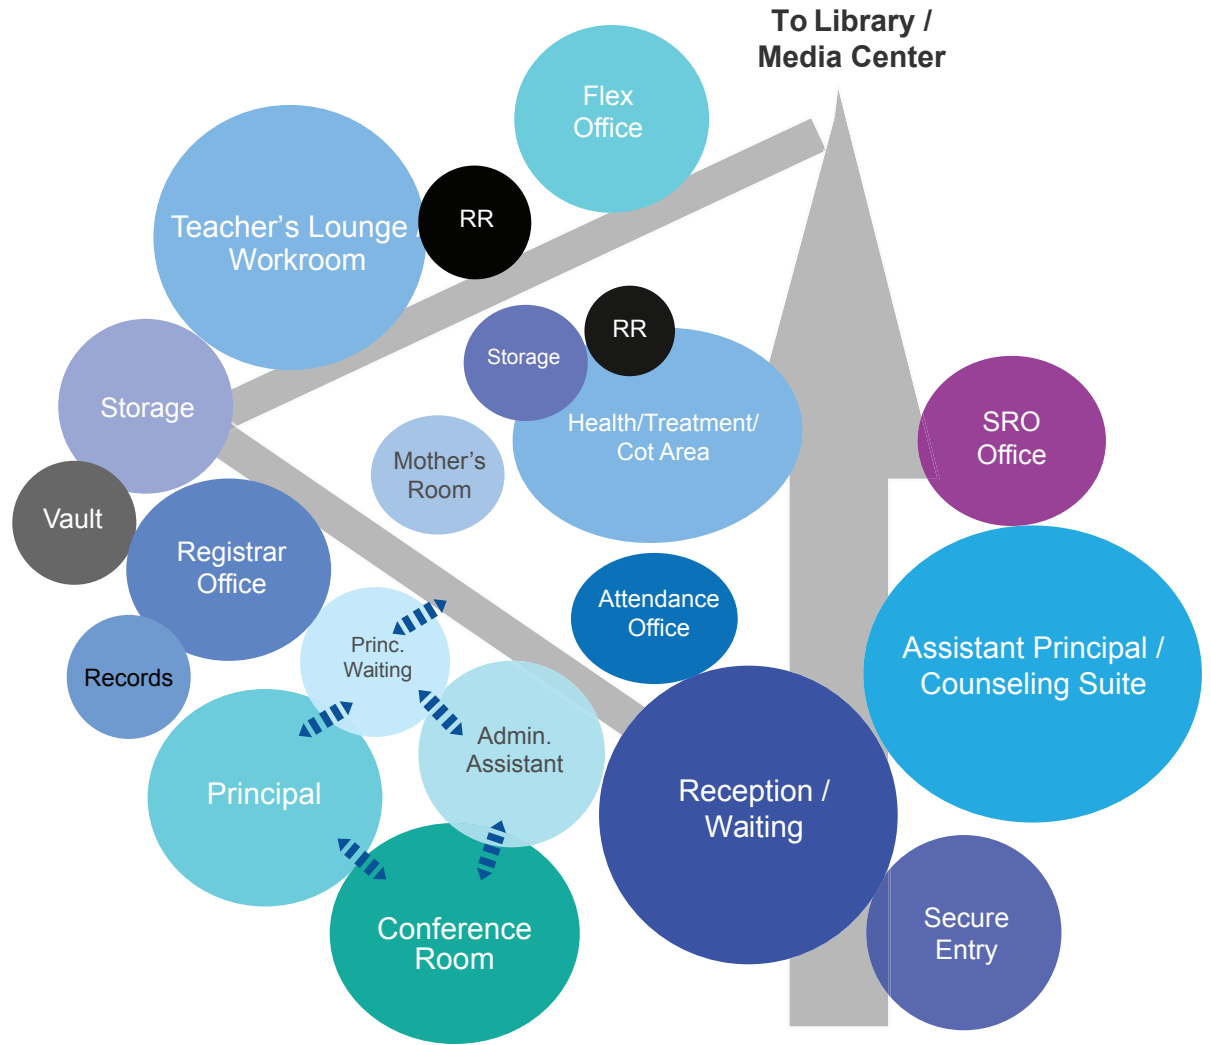 To Library /
Media Center
Flex
Office
RR
Teacher’s Lounge /
Workroom
RR
Storage
Storage
Health/Treatment/
Cot Area
SRO
Office
Mother’s
Room
Vault
Registrar
Office
Attendance
Office
Princ.
Waiting
Assistant Principal /
Counseling Suite
Records
Admin.
Assistant
Principal
Reception /
Waiting
Conference
Room
Secure
Entry